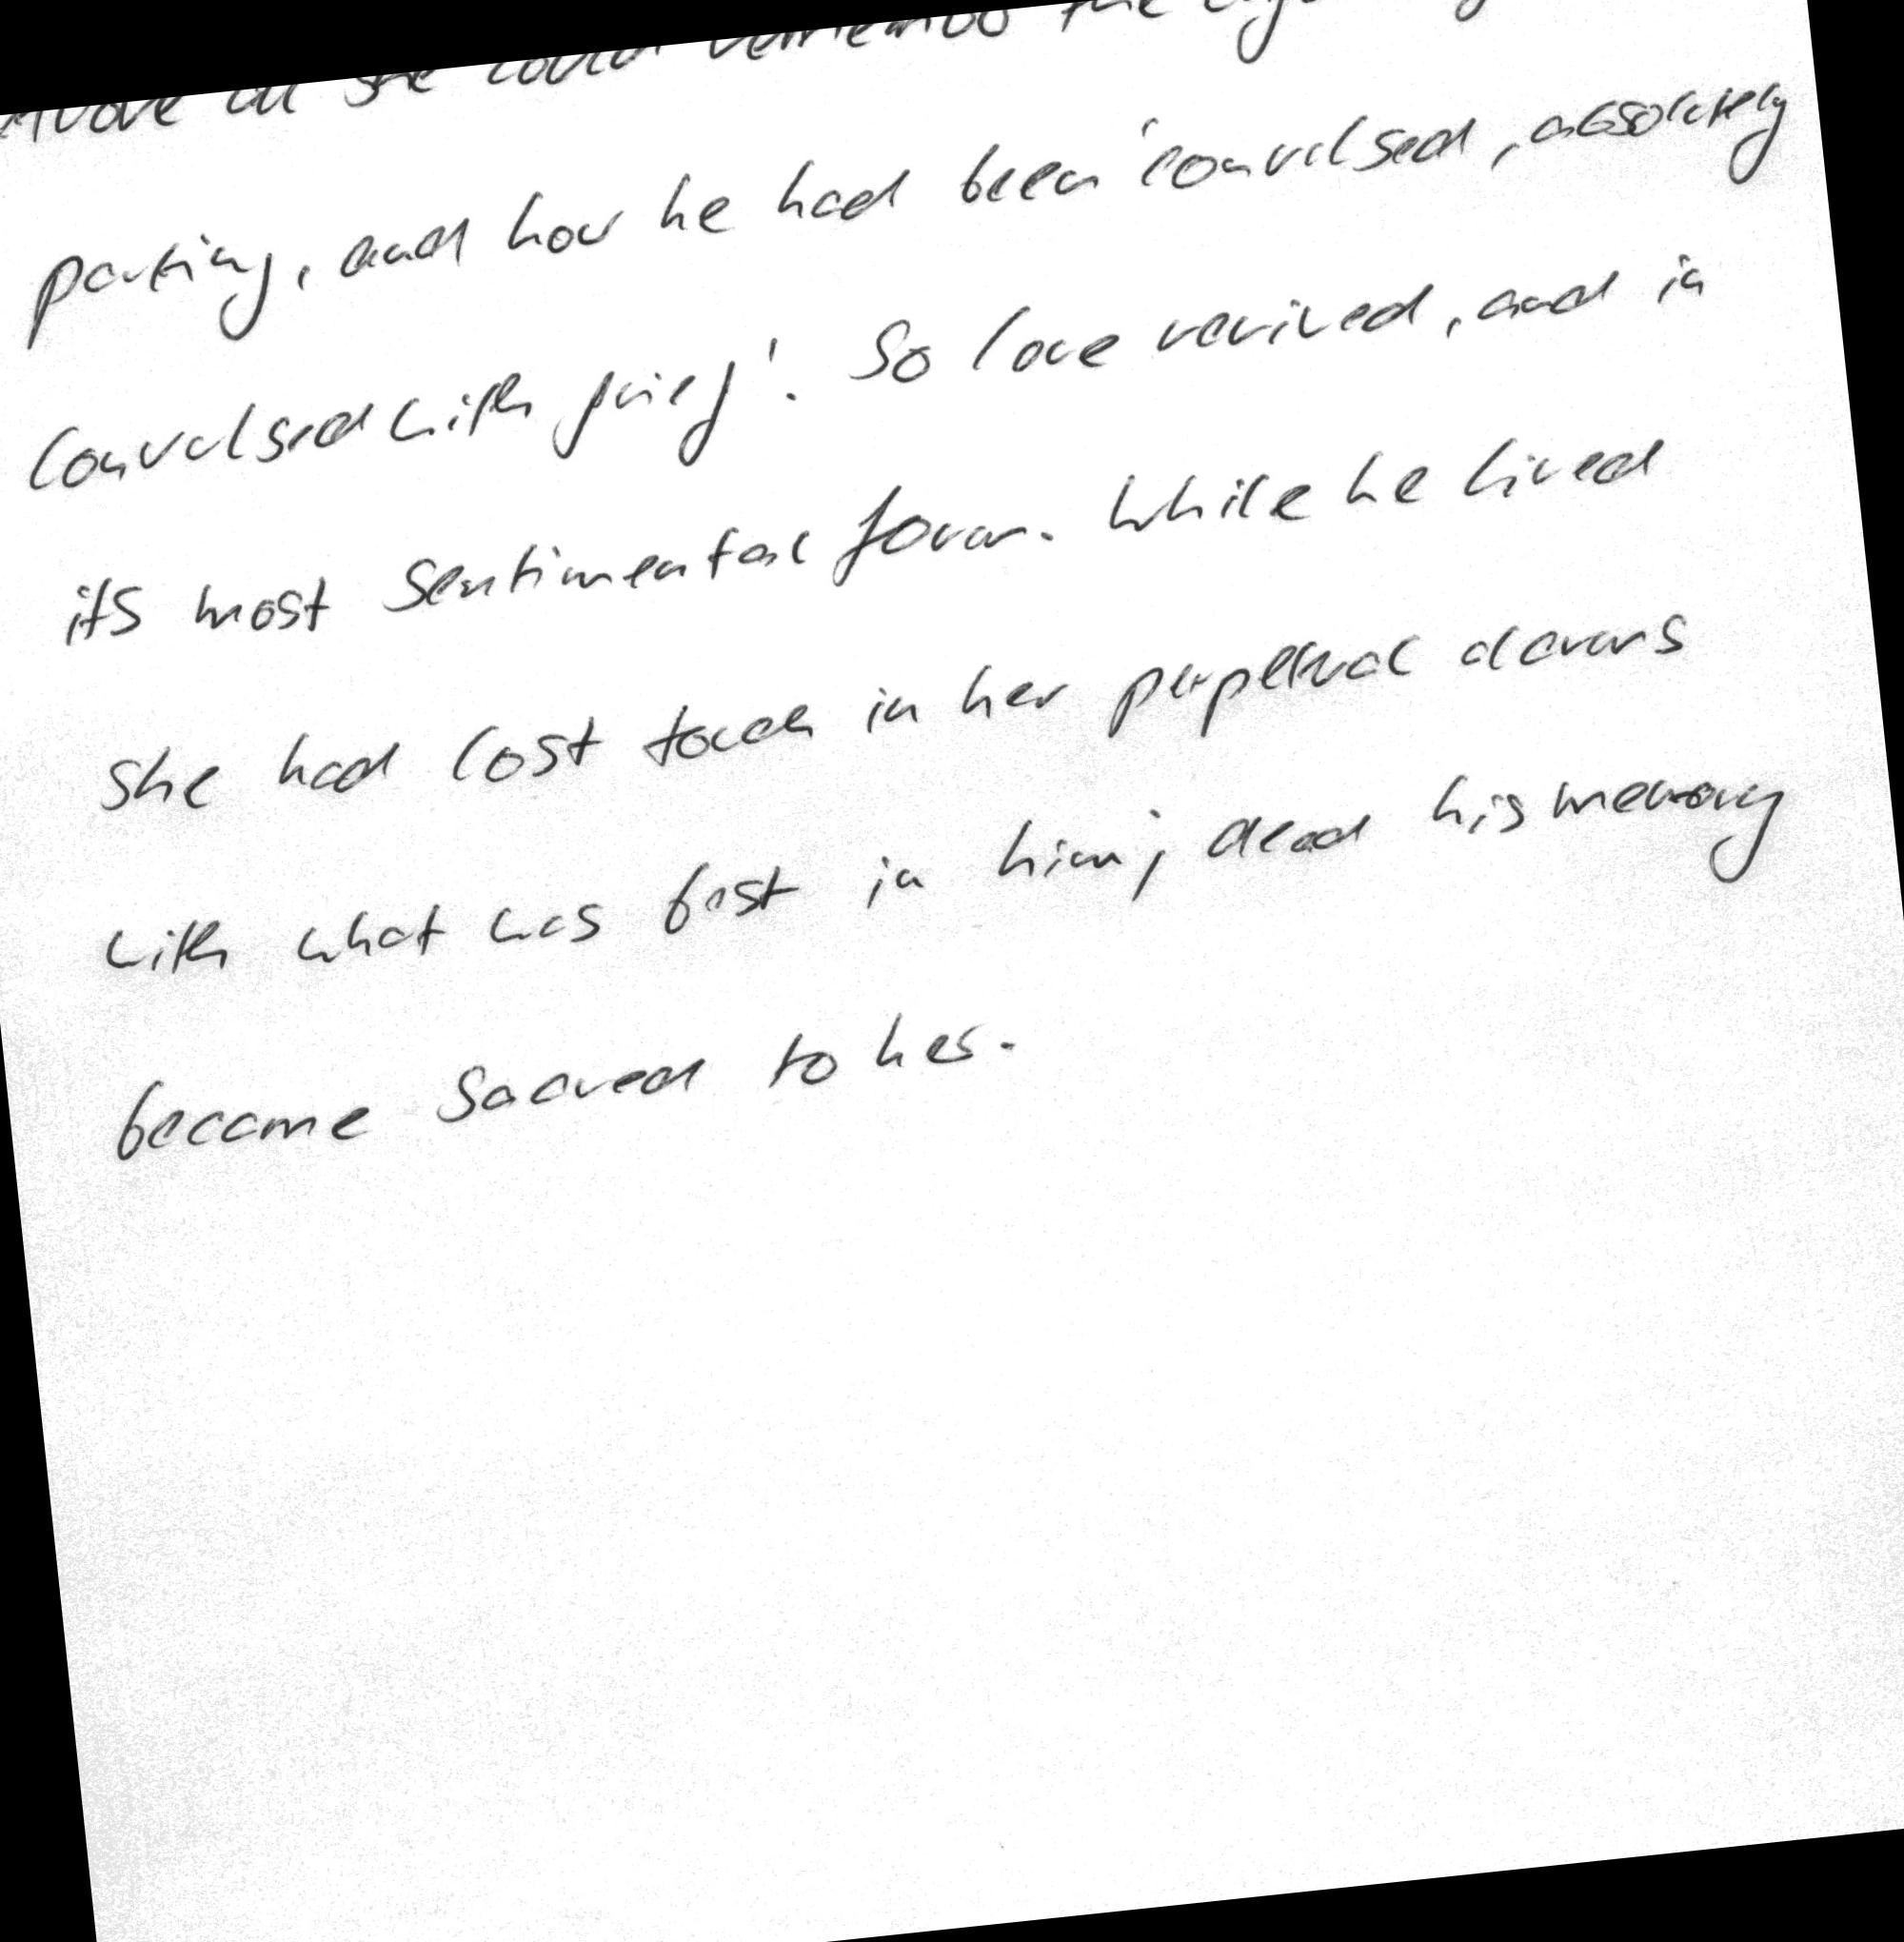 Above all she could remember the
parting, and how he had been 'convulsed, absolutely
convulsed with grief'. So love revived, and in
its most sentimental form. While he lived
she had lost touch in her perpetual alarms
with what was best in him; dead his memory
became sacred to her.